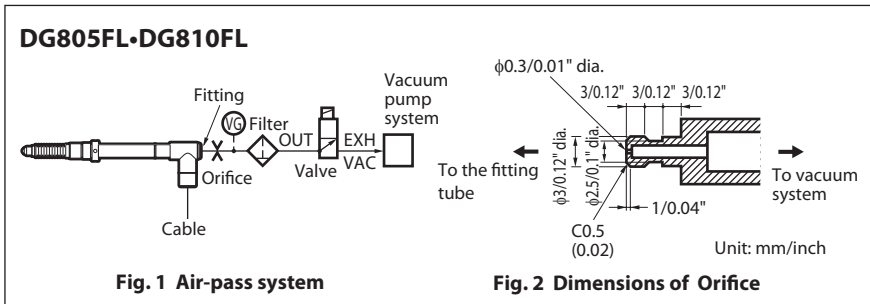 DG805FL•DG810FL
Fitting
VG
Filter
OUT
EXH
VAC
Valve
Vacuum
pump
system
Orifice
Cable
Fig. 1 Air-pass system
ϕ0.3/0.01" dia.
3/0.12" 3/0.12" 3/0.12"
To the fitting
tube
ϕ3/0.12" dia.
ϕ2.5/0.1" dia.
To vacuum
system
1/0.04"
C0.5
(0.02)
Unit: mm/inch
Fig. 2 Dimensions of Orifice